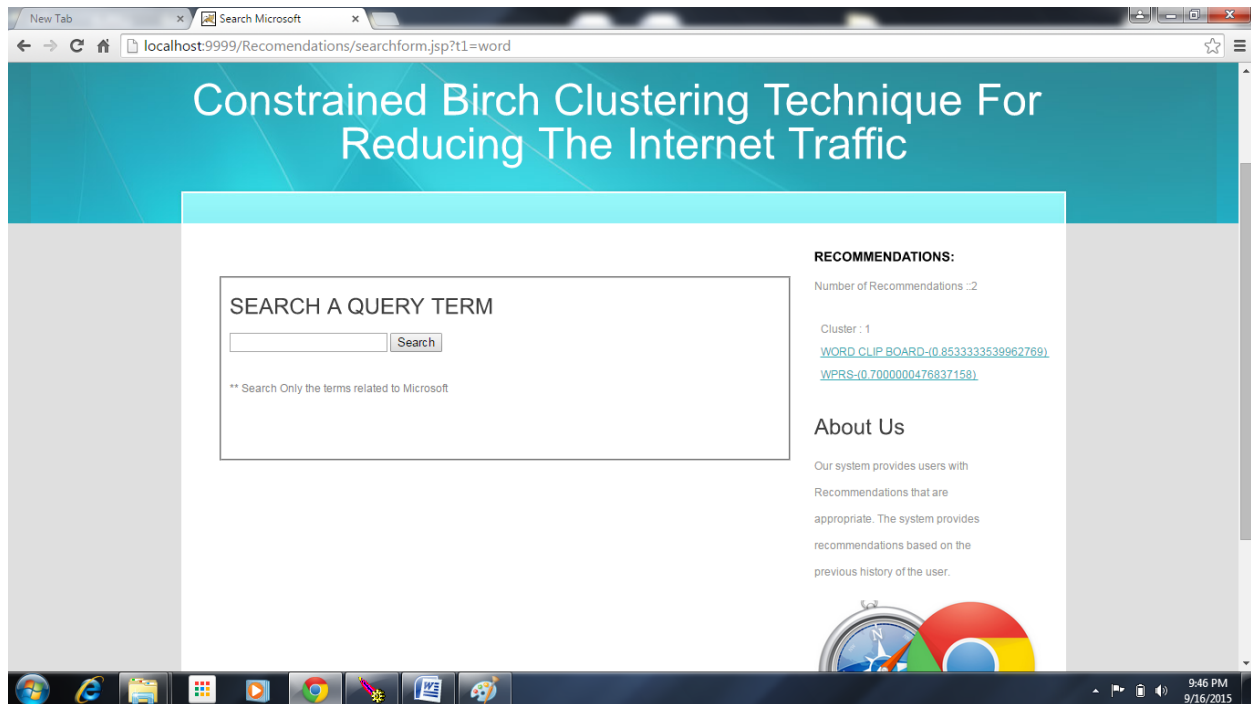 New Tab
Search Microsoft
localhost:9999/Recomendations/searchform.jsp?t1=word
Constrained Birch Clustering Technique For
Reducing The Internet Traffic
SEARCH A QUERY TERM
Search
** Search Only the terms related to Microsoft
RECOMMENDATIONS:
Number of Recommendations ::2
Cluster : 1
WORD CLIP BOARD-(0.8533333539962769)
WPRS-(0.7000000476837158)
About Us
Our system provides users with
Recommendations that are
appropriate. The system provides
recommendations based on the
previous history of the user.
N
9:46 PM
9/16/2015